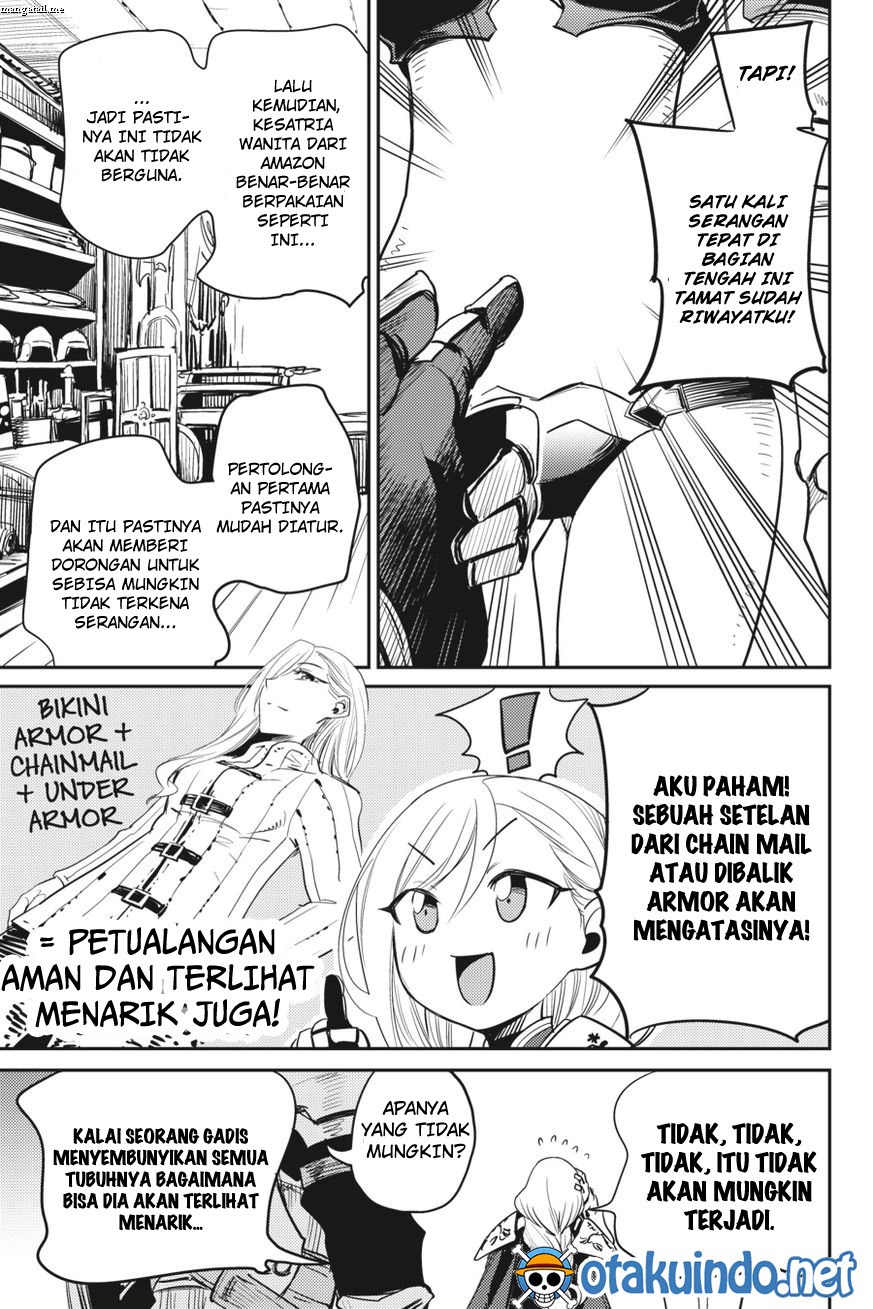 mangatail.me
TAPI!
SATU KALI
SERANGAN
TEPAT DI
BAGIAN
TENGAH INI
TAMAT SUDAH
RIWAYATKU!
LALU
KEMUDIAN,
KESATRIA
WANITA DARI
AMAZON
BENAR-BENAR
BERPAKAIAN
SEPERTI
INI...
...
JADI PASTI-
NYA INI TIDAK
AKAN TIDAK
BERGUNA.
PERTOLONG-
AN PERTAMA
PASTINYA
MUDAH DIATUR.
DAN ITU PASTINYA
AKAN MEMBERI
DORONGAN UNTUK
SEBISA MUNGKIN
TIDAK TERKENA
SERANGAN...
!
AKU PAHAM!
SEBUAH SETELAN
DARI CHAIN MAIL
ATAU DIBALIK
ARMOR AKAN
MENGATASINYA!
BIKINI
ARMOR +
CHAINMAIL
+ UNDER
ARMOR
= PETUALANGAN
AMAN DAN TERLIHAT
MENARIK JUGA!
TIDAK, TIDAK,
TIDAK, ITU TIDAK
AKAN MUNGKIN
TERJADI.
APANYA
YANG TIDAK
MUNGKIN?
KALAI SEORANG GADIS
MENYEMBUNYIKAN SEMUA
TUBUHNYA BAGAIMANA
BISA DIA AKAN TERLIHAT
MENARIK...
otakuindo.net